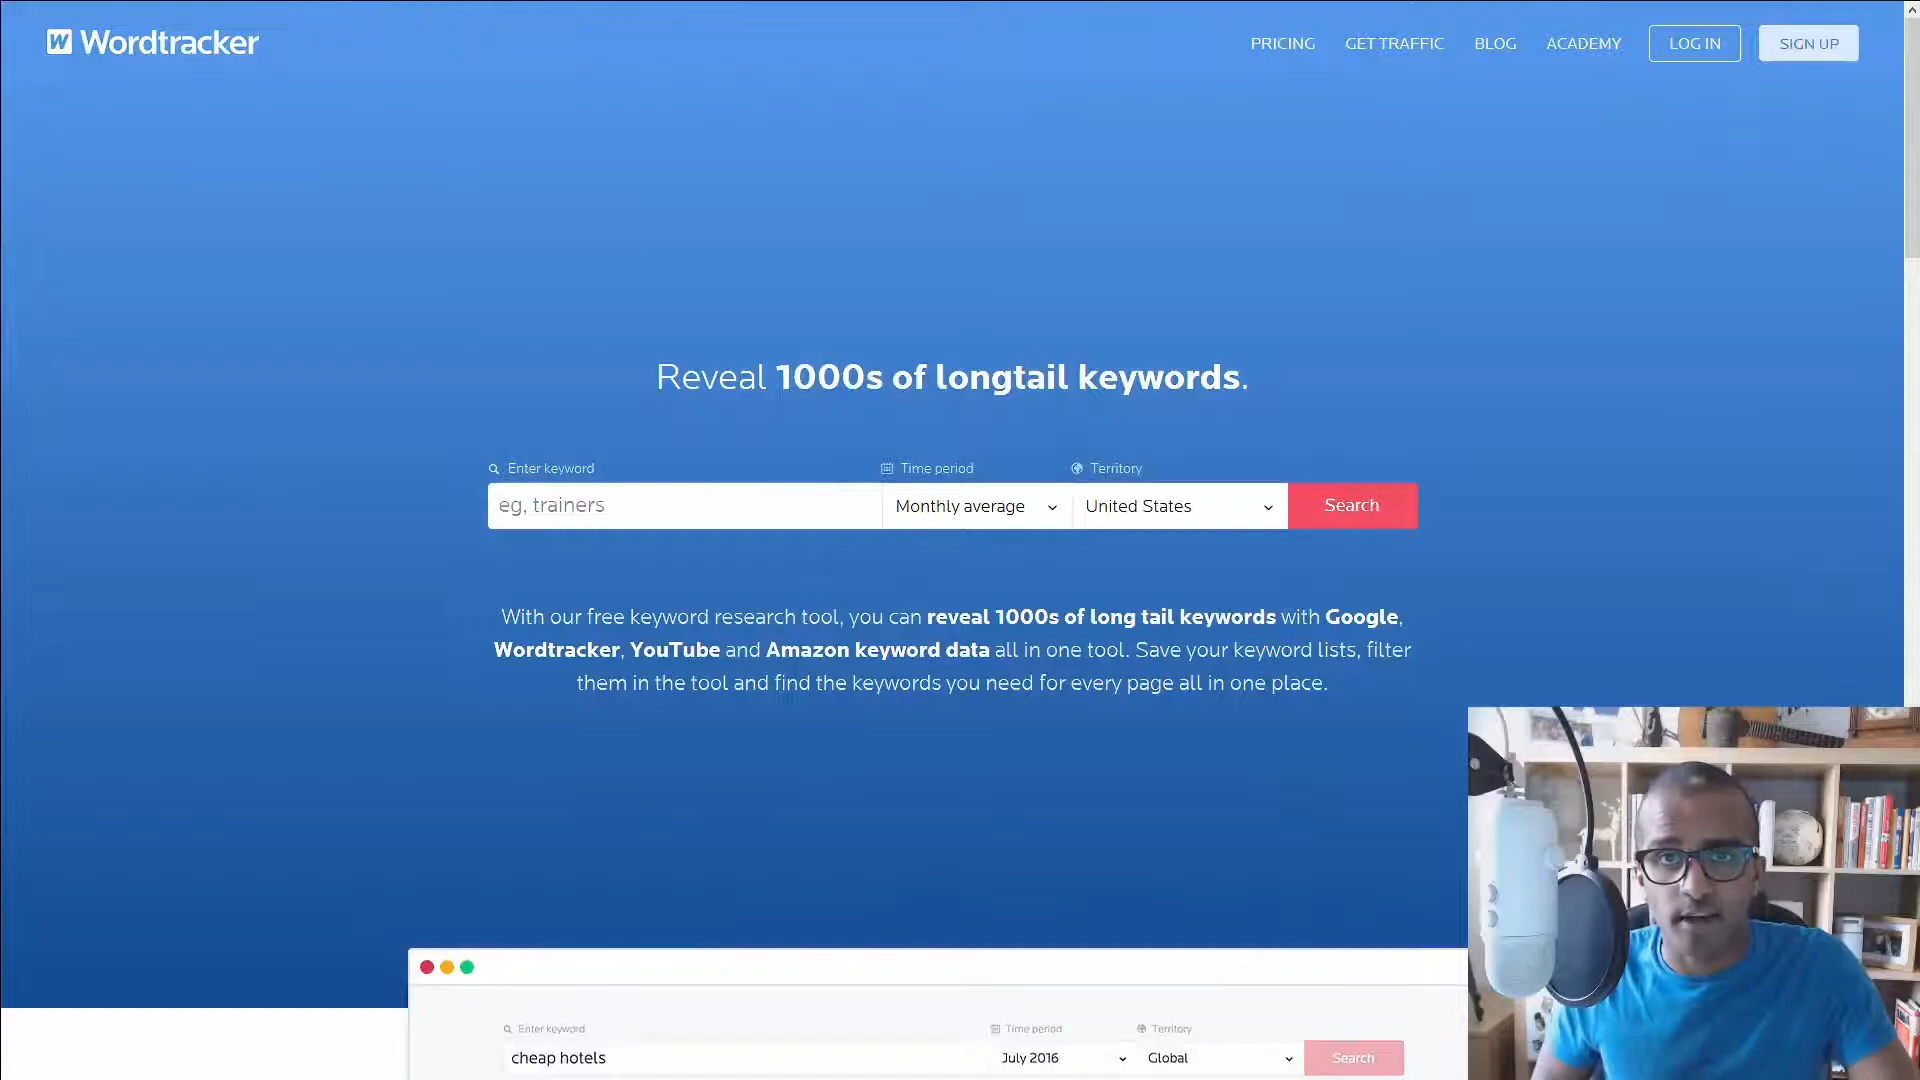 W Wordtracker
PRICING GET TRAFFIC BLOG ACADEMY LOG IN SIGN UP
Reveal 1000s of longtail keywords.
Enter keyword Time period Territory
eg, trainers Monthly average United States Search
With our free keyword research tool, you can reveal 1000s of long tail keywords with Google,
Wordtracker, YouTube and Amazon keyword data all in one tool. Save your keyword lists, filter
them in the tool and find the keywords you need for every page all in one place.
Enter keyword Time period Territory
cheap hotels July 2016 Global Search